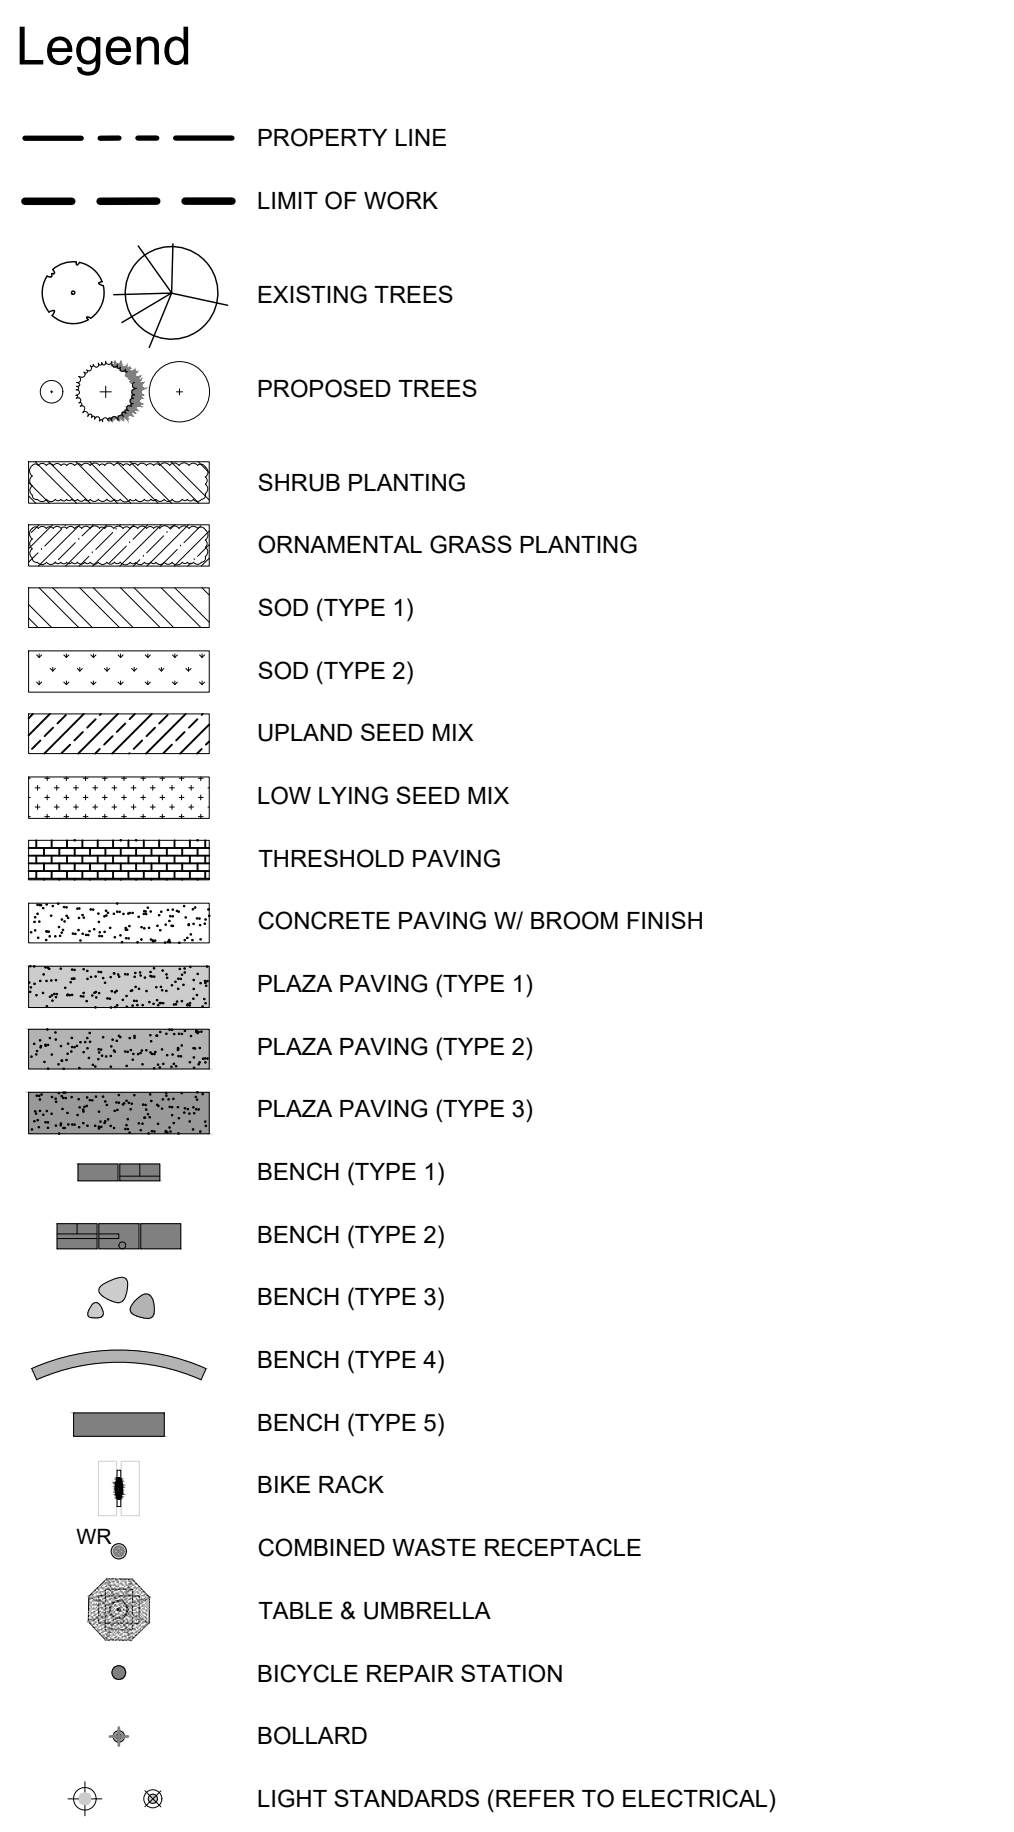 Legend
PROPERTY LINE
LIMIT OF WORK
EXISTING TREES
PROPOSED TREES
SHRUB PLANTING
ORNAMENTAL GRASS PLANTING
SOD (TYPE 1)
SOD (TYPE 2)
UPLAND SEED MIX
LOW LYING SEED MIX
THRESHOLD PAVING
CONCRETE PAVING W/ BROOM FINISH
PLAZA PAVING (TYPE 1)
PLAZA PAVING (TYPE 2)
PLAZA PAVING (TYPE 3)
BENCH (TYPE 1)
BENCH (TYPE 2)
BENCH (TYPE 3)
BENCH (TYPE 4)
BENCH (TYPE 5)
BIKE RACK
WR
COMBINED WASTE RECEPTACLE
TABLE & UMBRELLA
BICYCLE REPAIR STATION
BOLLARD
LIGHT STANDARDS (REFER TO ELECTRICAL)